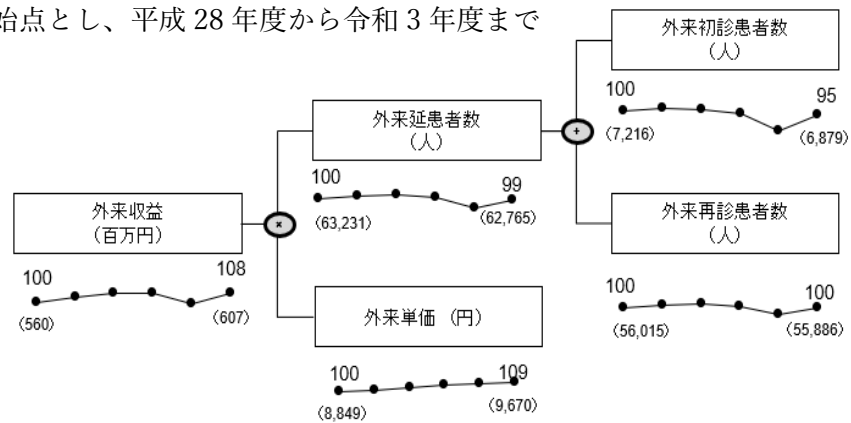 始点とし、平成 28 年度から令和 3 年度まで
外来初診患者数
（人）
100
95
（7,216）
（6,879）
外来延患者数
（人）
+
100
99
（63,231）
（62,765）
外来再診患者数
（人）
100
100
（56,015）
（55,886）
外来収益
（百万円）
×
100
108
（560）
（607）
外来単価（円）
100
109
（8,849）
（9,670）